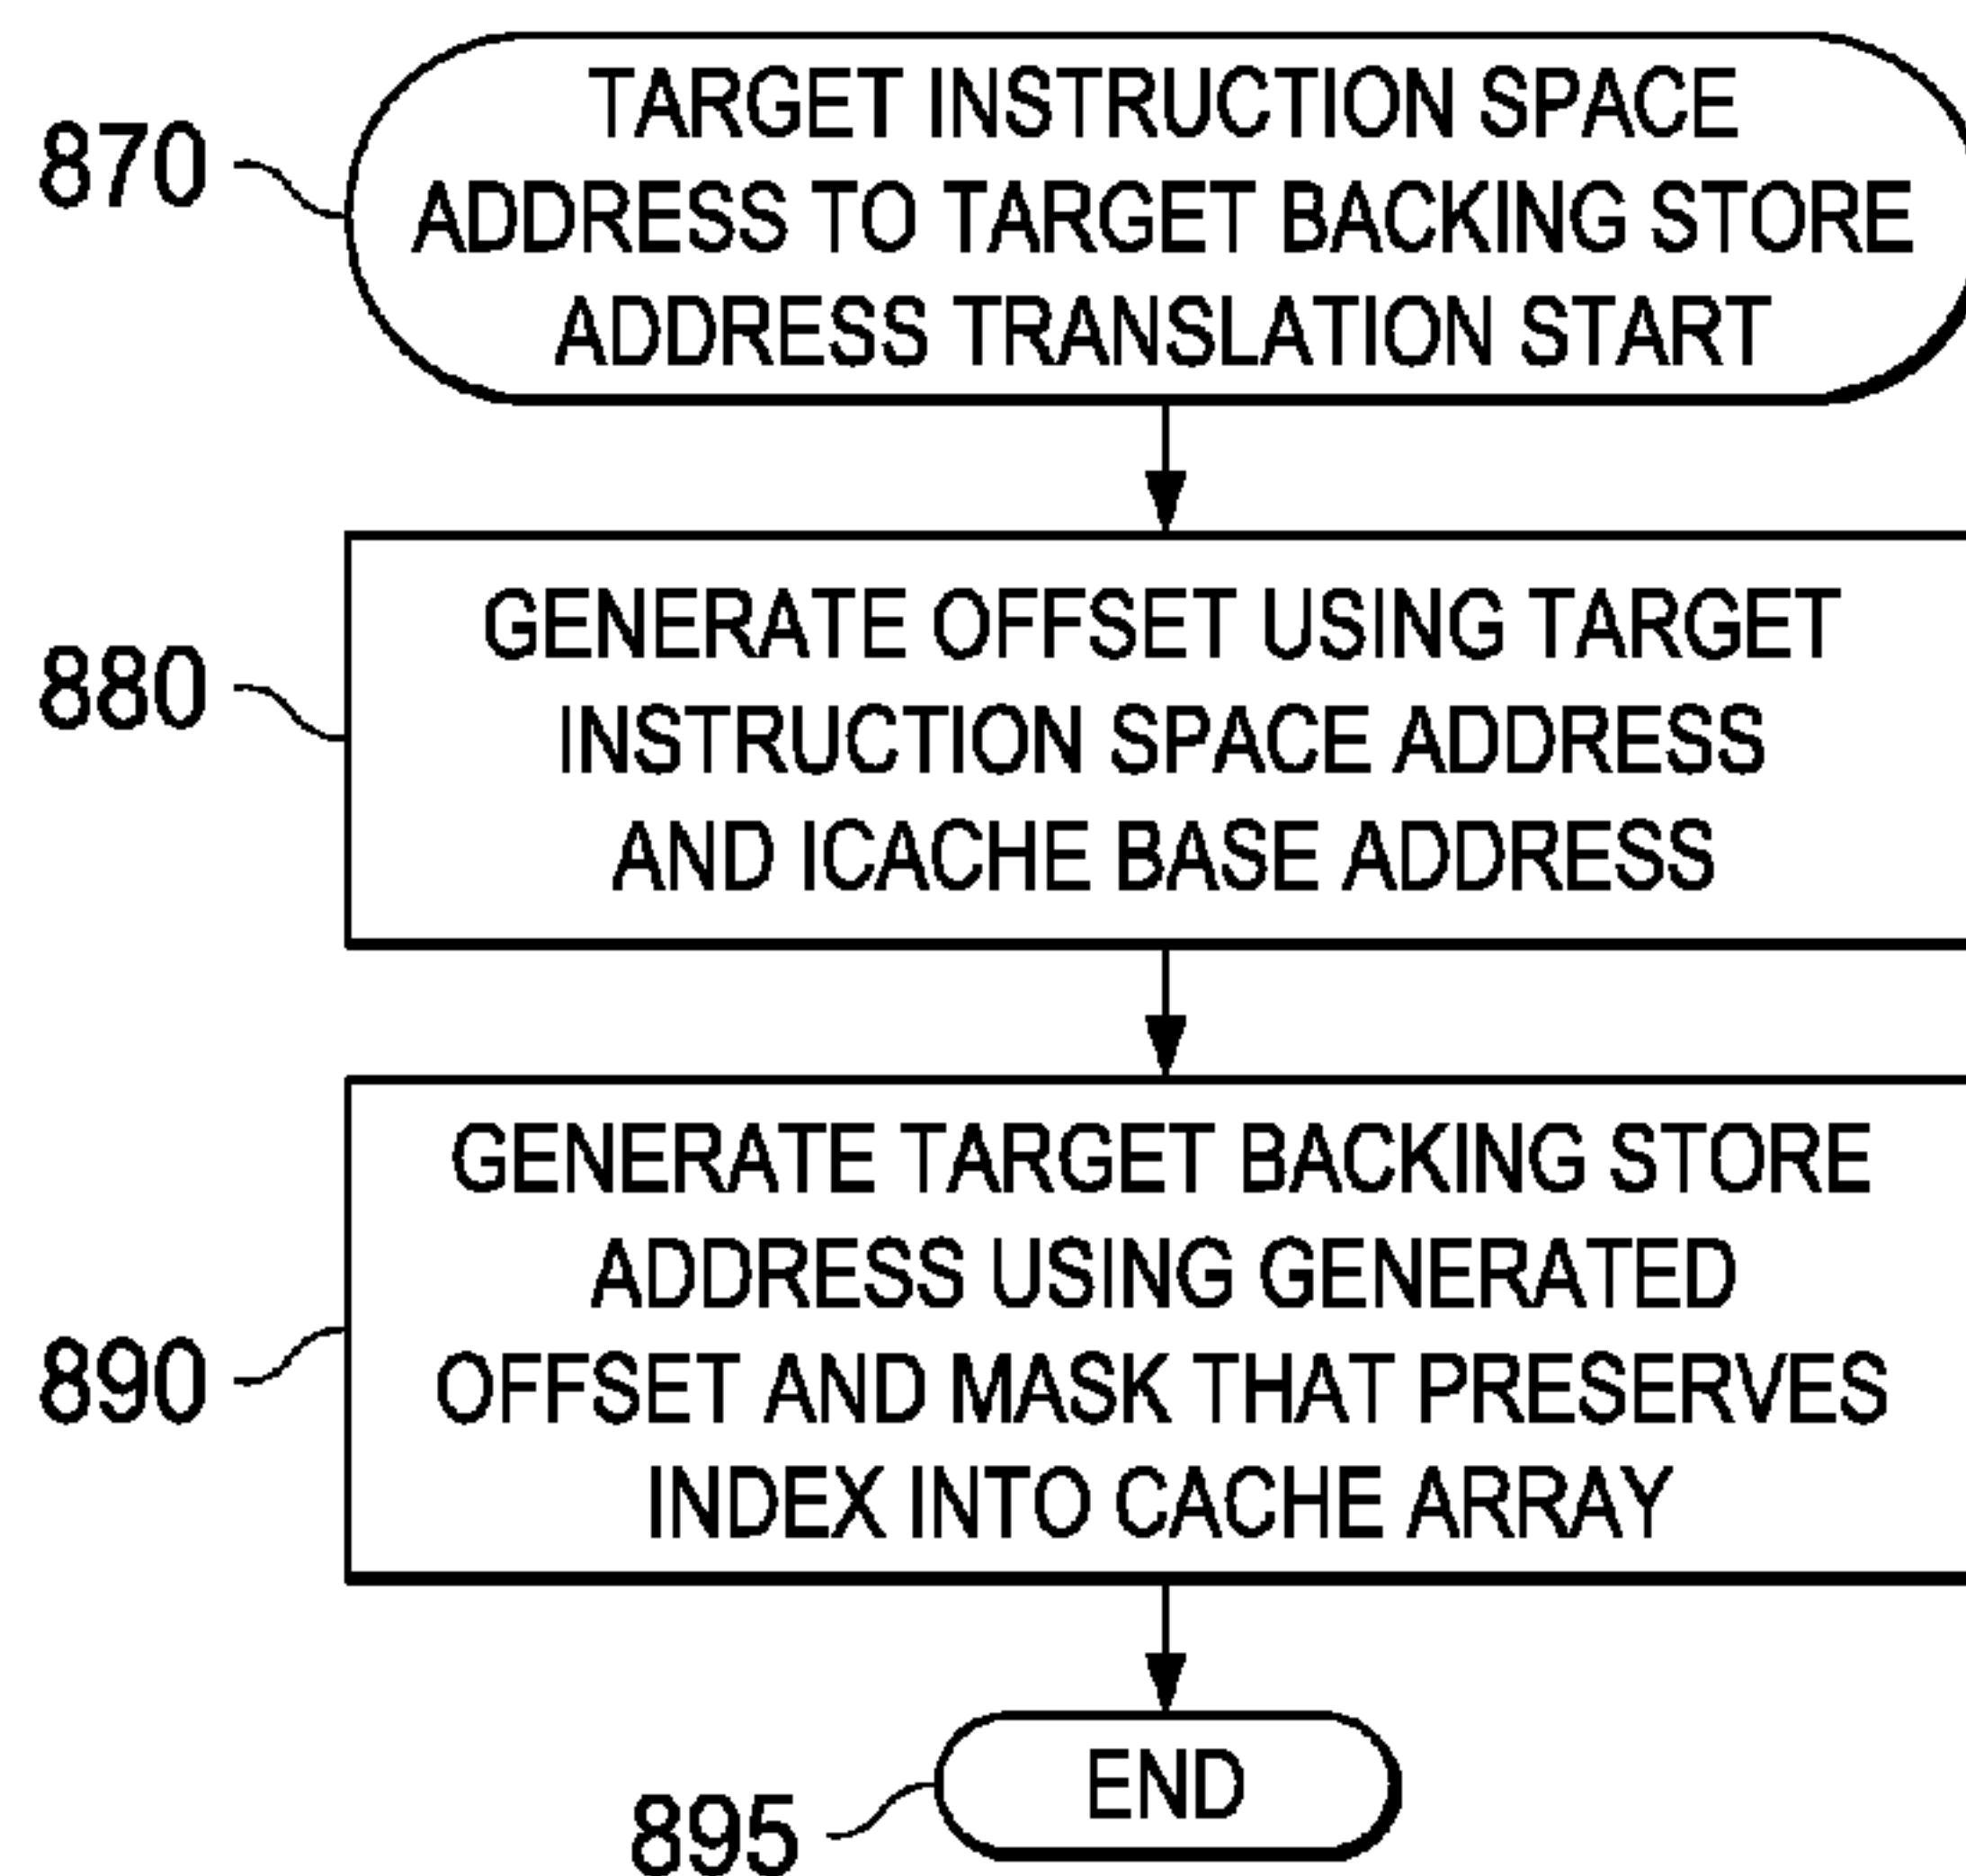 870
TARGET INSTRUCTION SPACE
ADDRESS TO TARGET BACKING STORE
ADDRESS TRANSLATION START
880
GENERATE OFFSET USING TARGET
INSTRUCTION SPACE ADDRESS
AND ICACHE BASE ADDRESS
890
GENERATE TARGET BACKING STORE
ADDRESS USING GENERATED
OFFSET AND MASK THAT PRESERVES
INDEX INTO CACHE ARRAY
895
END